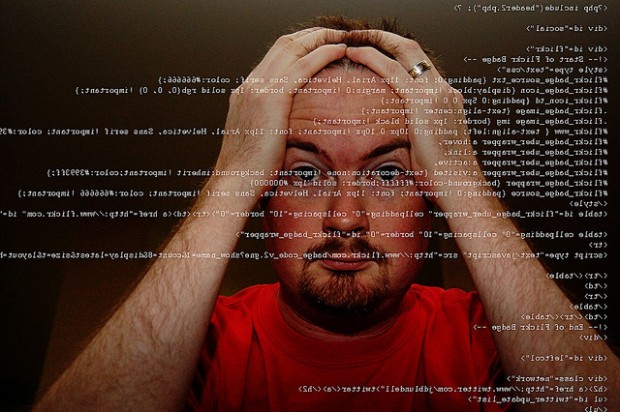 <?php include("header2.php"); ?>
<div id="social">
<div id="flickr">
<!-- Start of Flickr Badge -->
<style type="text/css">
#flickr_badge_source_txt {padding:0; font: 11px Arial, Helvetica, Sans serif; color:#666666;}
#flickr_badge_icon {display:block !important; margin:0 !important; border: 1px solid rgb(0, 0, 0) !important;}
#flickr_icon_td {padding:0 5px 0 0 !important;}
.flickr_badge_image {text-align:center !important;}
.flickr_badge_image img {border: 1px solid black !important;}
#flickr_www { text-align:left; padding:0 10px 0 10px !important; font: 11px Arial, Helvetica, Sans serif !important; color:#39
#flickr_badge_uber_wrapper a:hover,
#flickr_badge_uber_wrapper a:link,
#flickr_badge_uber_wrapper a:active,
#flickr_badge_uber_wrapper a:visited {text-decoration:none !important; background:inherit !important;color:#3993ff;}
#flickr_badge_wrapper {background-color:#ffffff;border: solid 1px #000000}
#flickr_badge_source {padding:0 !important; font: 11px Arial, Helvetica, Sans serif !important; color:#666666 !important;}
</style>
<table id="flickr_badge_uber_wrapper" cellpadding="0" cellspacing="10" border="0"><tr><td><a href="http://www.flickr.com" id=
<table cellpadding="0" cellspacing="10" border="0" id="flickr_badge_wrapper">
<tr>
<script type="text/javascript" src="http://www.flickr.com/badge_code_v2.gne?show_name=1&count=5&display=latest&size=t&layout=
</tr></table>
</td>
</tr>
</table>
</td></tr></table>
<!-- End of Flickr Badge -->
</div>
<div id="leftcol">
<div class="network">
<h2><a href="http://www.twitter.com/jdblundell">twitter</a></h2>
<ul id="twitter_update_list">
</ul>